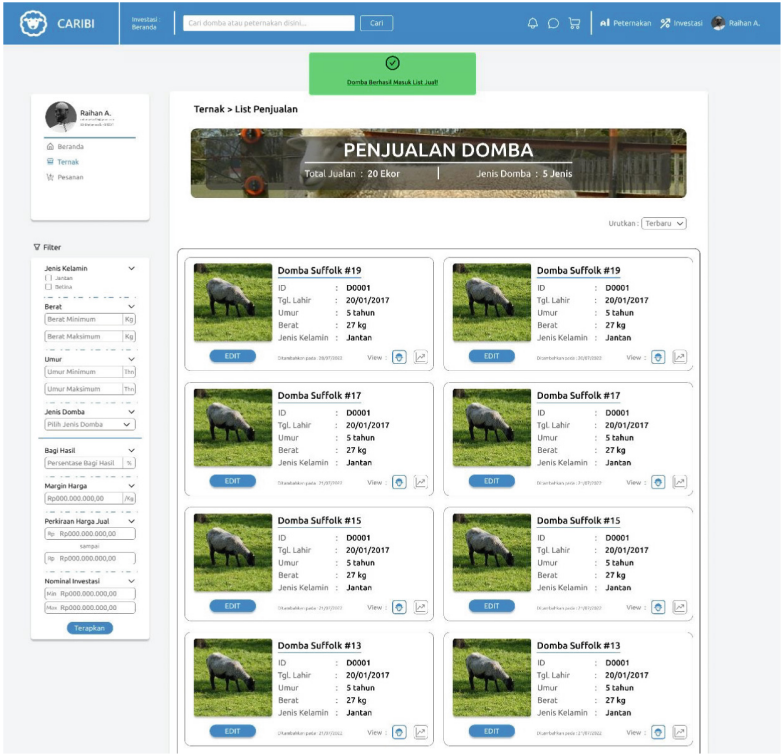 CARIBI
Investasi :
Beranda
Cari domba atau peternakan disini...
Cari
Peternakan
Investasi
Raihan A.
Domba Berhasil Masuk List Jual!
Raihan A.
Beranda
Ternak
Pesanan
Ternak > List Penjualan
PENJUALAN DOMBA
Total Jualan : 20 Ekor
Jenis Domba : 5 Jenis
Urutkan : Terbaru
Filter
Jenis Kelamin
Jantan
Betina
Berat
Berat Minimum Kg
Berat Maksimum Kg
Umur
Umur Minimum Thn
Umur Maksimum Thn
Jenis Domba
Pilih Jenis Domba
Bagi Hasil
Persentase Bagi Hasil %
Margin Harga
Rp000.000.000,00 /Kg
Perkiraan Harga Jual
Rp Rp000.000.000,00
sampai
Rp Rp000.000.000,00
Nominal Investasi
Min Rp000.000.000,00
Max Rp000.000.000,00
Terapkan
Domba Suffolk #19
ID : D0001
Tgl. Lahir : 20/01/2017
Umur : 5 tahun
Berat : 27 kg
Jenis Kelamin : Jantan
EDIT
View :
Domba Suffolk #19
ID : D0001
Tgl. Lahir : 20/01/2017
Umur : 5 tahun
Berat : 27 kg
Jenis Kelamin : Jantan
EDIT
View :
Domba Suffolk #17
ID : D0001
Tgl. Lahir : 20/01/2017
Umur : 5 tahun
Berat : 27 kg
Jenis Kelamin : Jantan
EDIT
View :
Domba Suffolk #17
ID : D0001
Tgl. Lahir : 20/01/2017
Umur : 5 tahun
Berat : 27 kg
Jenis Kelamin : Jantan
EDIT
View :
Domba Suffolk #15
ID : D0001
Tgl. Lahir : 20/01/2017
Umur : 5 tahun
Berat : 27 kg
Jenis Kelamin : Jantan
EDIT
View :
Domba Suffolk #15
ID : D0001
Tgl. Lahir : 20/01/2017
Umur : 5 tahun
Berat : 27 kg
Jenis Kelamin : Jantan
EDIT
View :
Domba Suffolk #13
ID : D0001
Tgl. Lahir : 20/01/2017
Umur : 5 tahun
Berat : 27 kg
Jenis Kelamin : Jantan
EDIT
View :
Domba Suffolk #13
ID : D0001
Tgl. Lahir : 20/01/2017
Umur : 5 tahun
Berat : 27 kg
Jenis Kelamin : Jantan
EDIT
View :